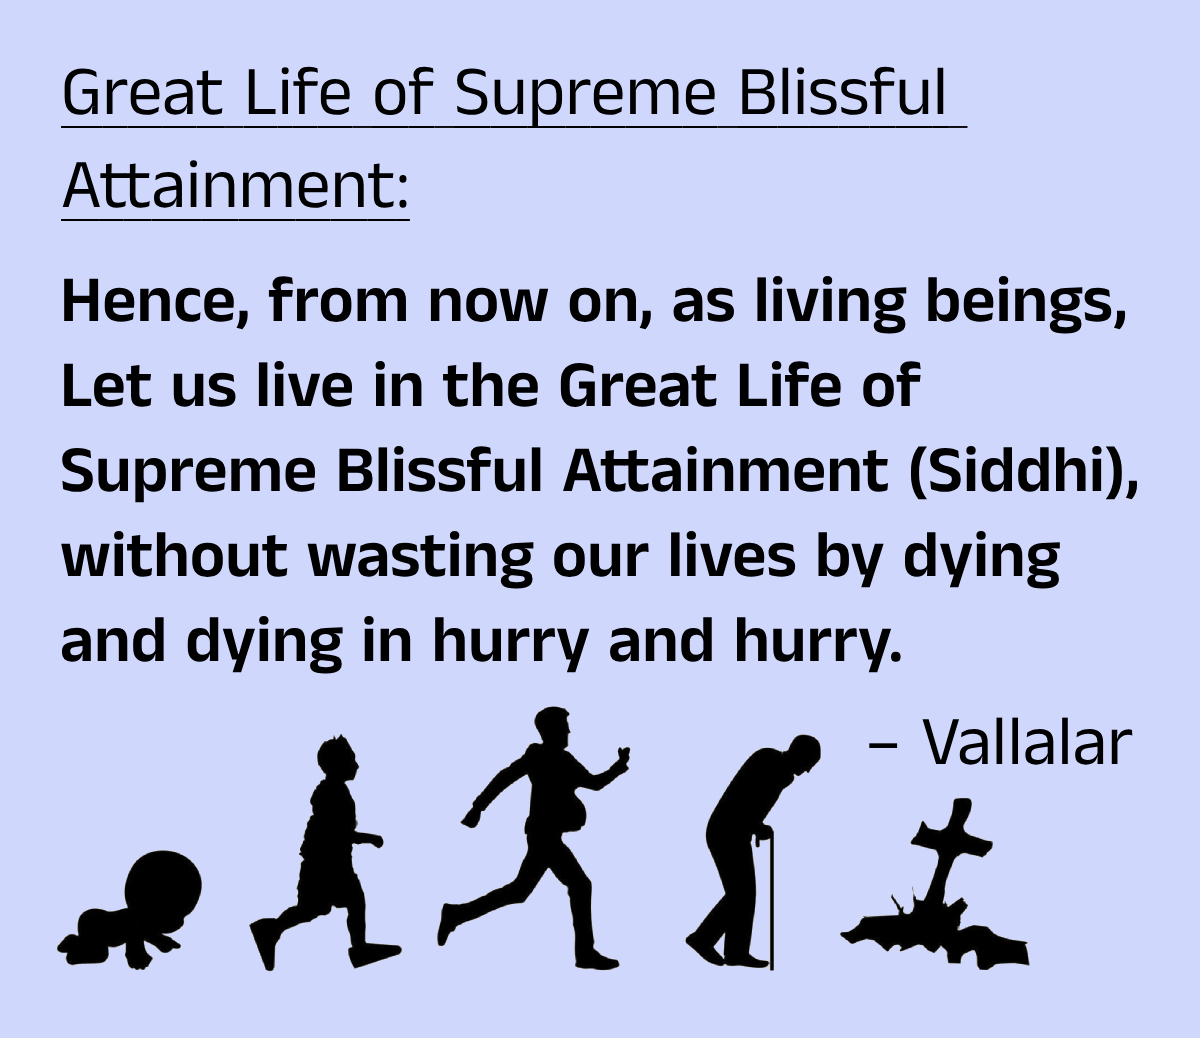 Great Life of Supreme Blissful
Attainment:
Hence, from now on, as living beings,
Let us live in the Great Life of
Supreme Blissful Attainment (Siddhi),
without wasting our lives by dying
and dying in hurry and hurry.
– Vallalar